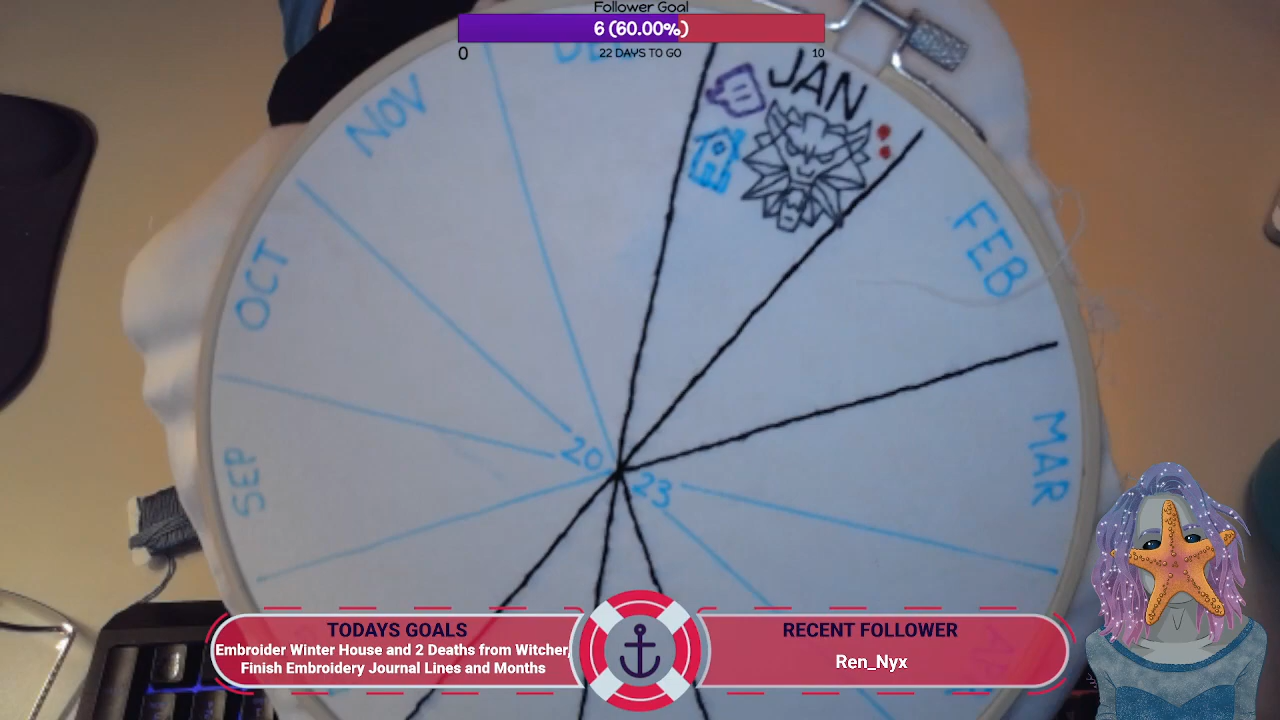 Follower Goal
6 (60.00%)
0
22 DAYS TO GO
10
JAN
NOV
FEB
OCT
MAR
SEP
20
23
TODAYS GOALS
Embroider Winter House and 2 Deaths from Witcher,
Finish Embroidery Journal Lines and Months
RECENT FOLLOWER
Ren_Nyx